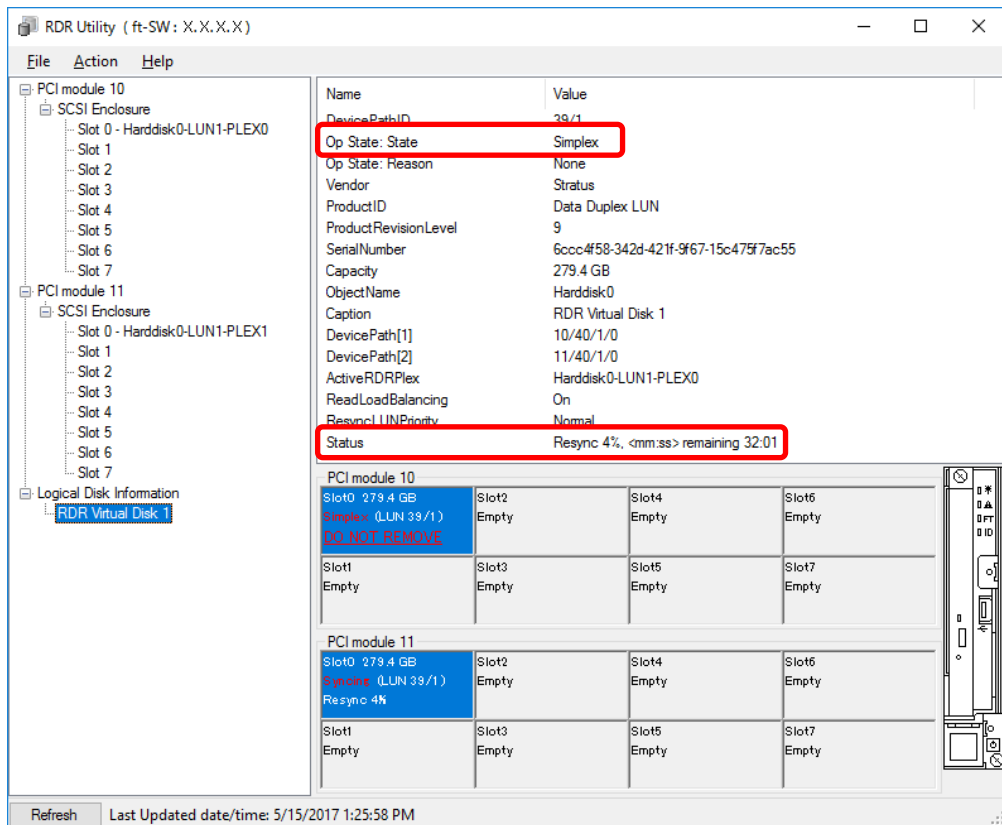 RDR Utility ( ft-SW : X.X.X.X )
File Action Help
PCI module 10
SCSI Enclosure
Slot 0 - Harddisk0-LUN1-PLEX0
Slot 1
Slot 2
Slot 3
Slot 4
Slot 5
Slot 6
Slot 7
PCI module 11
SCSI Enclosure
Slot 0 - Harddisk0-LUN1-PLEX1
Slot 1
Slot 2
Slot 3
Slot 4
Slot 5
Slot 6
Slot 7
Logical Disk Information
RDR Virtual Disk 1
Name Value
DevicePathID 39/1
Op State: State Simplex
Op State: Reason None
Vendor Stratus
ProductID Data Duplex LUN
ProductRevisionLevel 9
SerialNumber 6ccc4f58-342d-421f-9f67-15c475f7ac55
Capacity 279.4 GB
ObjectName Harddisk0
Caption RDR Virtual Disk 1
DevicePath[1] 10/40/1/0
DevicePath[2] 11/40/1/0
ActiveRDRPlex Harddisk0-LUN1-PLEX0
ReadLoadBalancing On
ResyncLUNPriority Normal
Status Resync 4%, <mm:ss> remaining 32:01
PCI module 10
Slot0 279.4 GB
Simplex (LUN 39/1)
DO NOT REMOVE
Slot2
Empty
Slot4
Empty
Slot6
Empty
Slot1
Empty
Slot3
Empty
Slot5
Empty
Slot7
Empty
PCI module 11
Slot0 279.4 GB
Syncing (LUN 39/1)
Resync 4%
Slot2
Empty
Slot4
Empty
Slot6
Empty
Slot1
Empty
Slot3
Empty
Slot5
Empty
Slot7
Empty
FT
ID
Refresh Last Updated date/time: 5/15/2017 1:25:58 PM